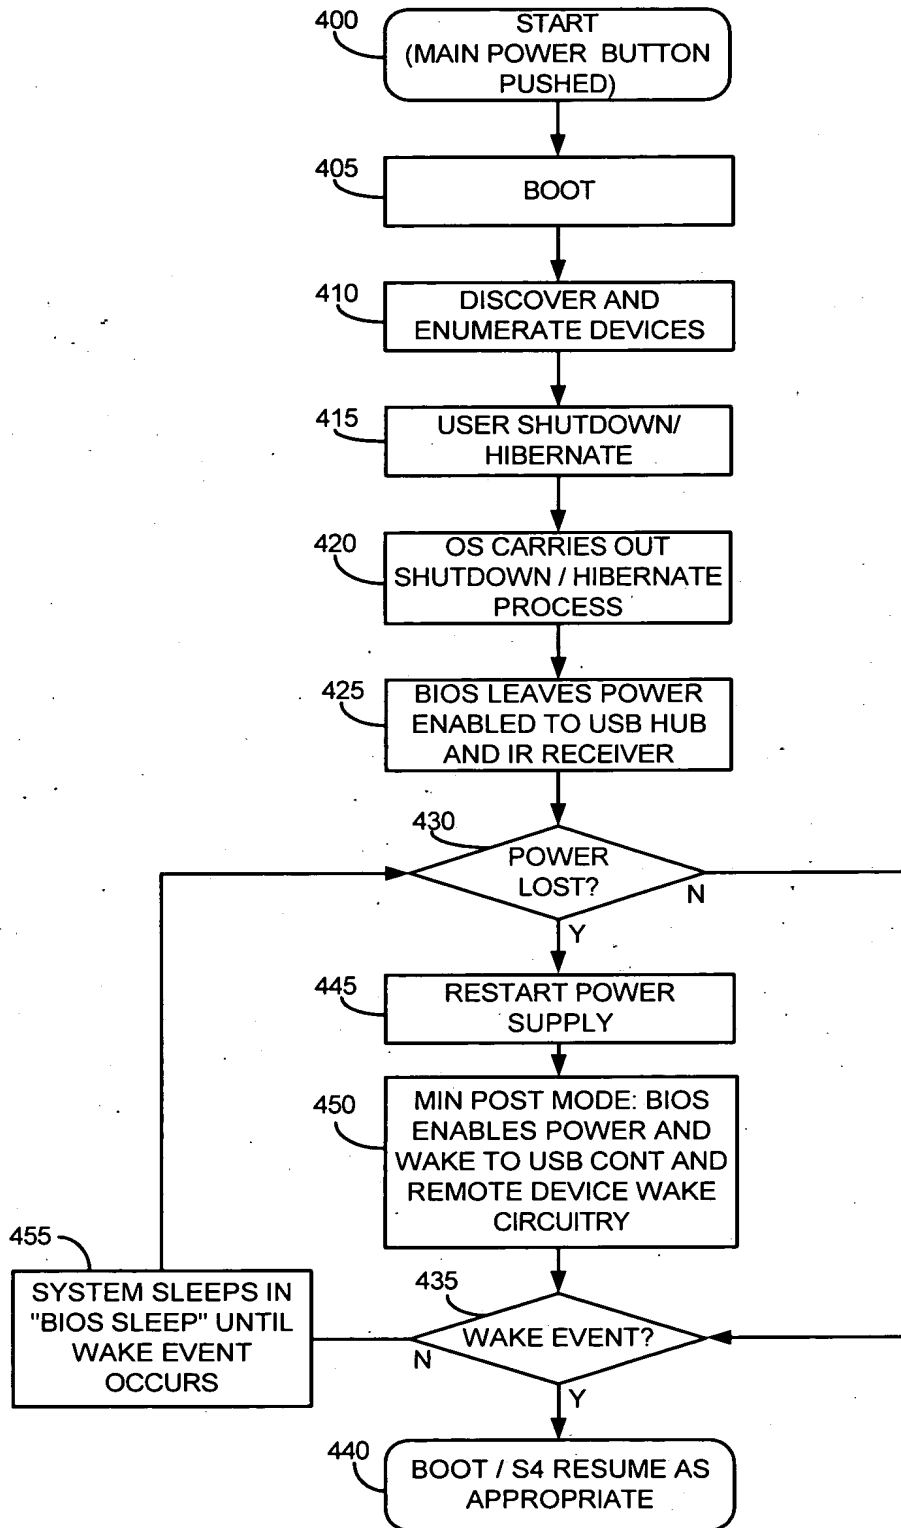 400
START
(MAIN POWER BUTTON
PUSHED)
405
BOOT
410
DISCOVER AND
ENUMERATE DEVICES
415
USER SHUTDOWN/
HIBERNATE
420
OS CARRIES OUT
SHUTDOWN / HIBERNATE
PROCESS
425
BIOS LEAVES POWER
ENABLED TO USB HUB
AND IR RECEIVER
430
POWER
LOST?
N
Y
445
RESTART POWER
SUPPLY
450
MIN POST MODE: BIOS
ENABLES POWER AND
WAKE TO USB CONT AND
REMOTE DEVICE WAKE
CIRCUITRY
455
SYSTEM SLEEPS IN
"BIOS SLEEP" UNTIL
WAKE EVENT
OCCURS
435
WAKE EVENT?
N
Y
440
BOOT / S4 RESUME AS
APPROPRIATE